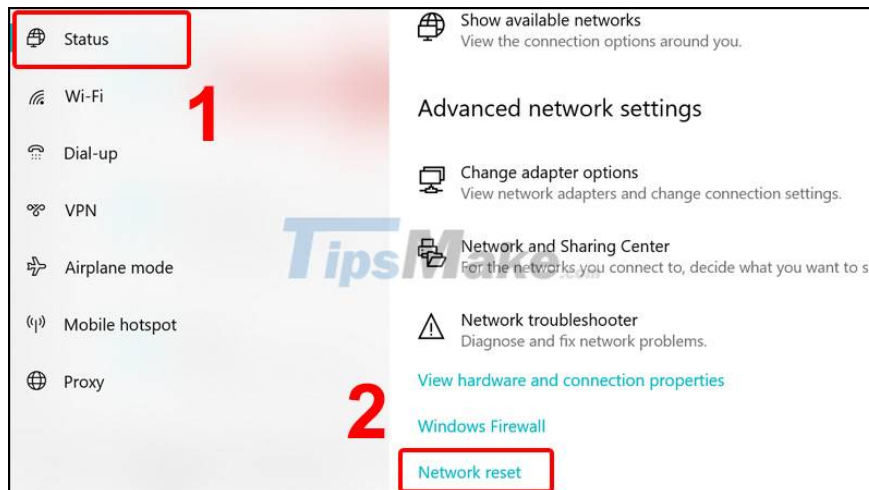 Status
Wi-Fi
1
Dial-up
VPN
Airplane mode
Mobile hotspot
Proxy
Show available networks
View the connection options around you.
Advanced network settings
Change adapter options
View network adapters and change connection settings.
Network and Sharing Center
For the networks you connect to, decide what you want to s
TipsMake.com
Network troubleshooter
Diagnose and fix network problems.
View hardware and connection properties
2
Windows Firewall
Network reset